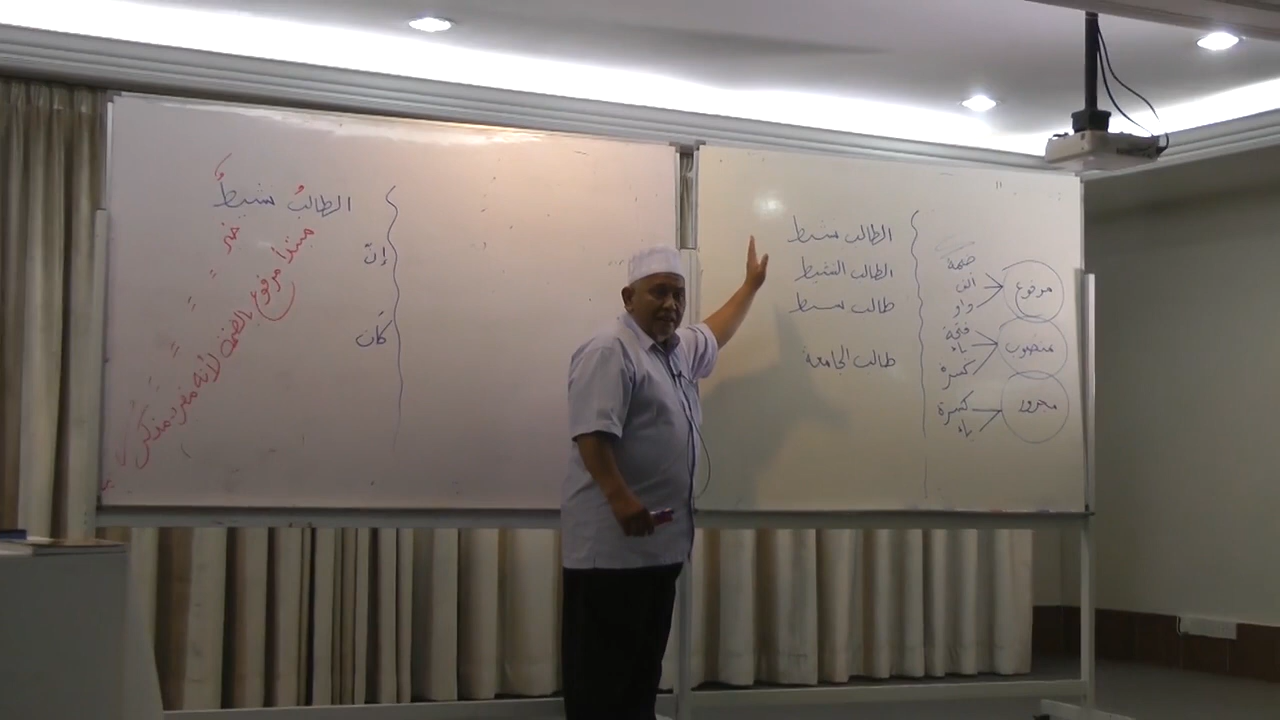 الطالب نشيط
الطالب النشيط
طالب نشيط
طالب الجامعة
ضمة
ألف
واو
مرفوع
فتحة
ياء
كسرة
منصوب
كسرة
ياء
مجرور
الطالبُ نشيطٌ
خبر
مبتدأ مرفوع بالضمة لأنه مفرد مذكر
إنّ
كَانَ